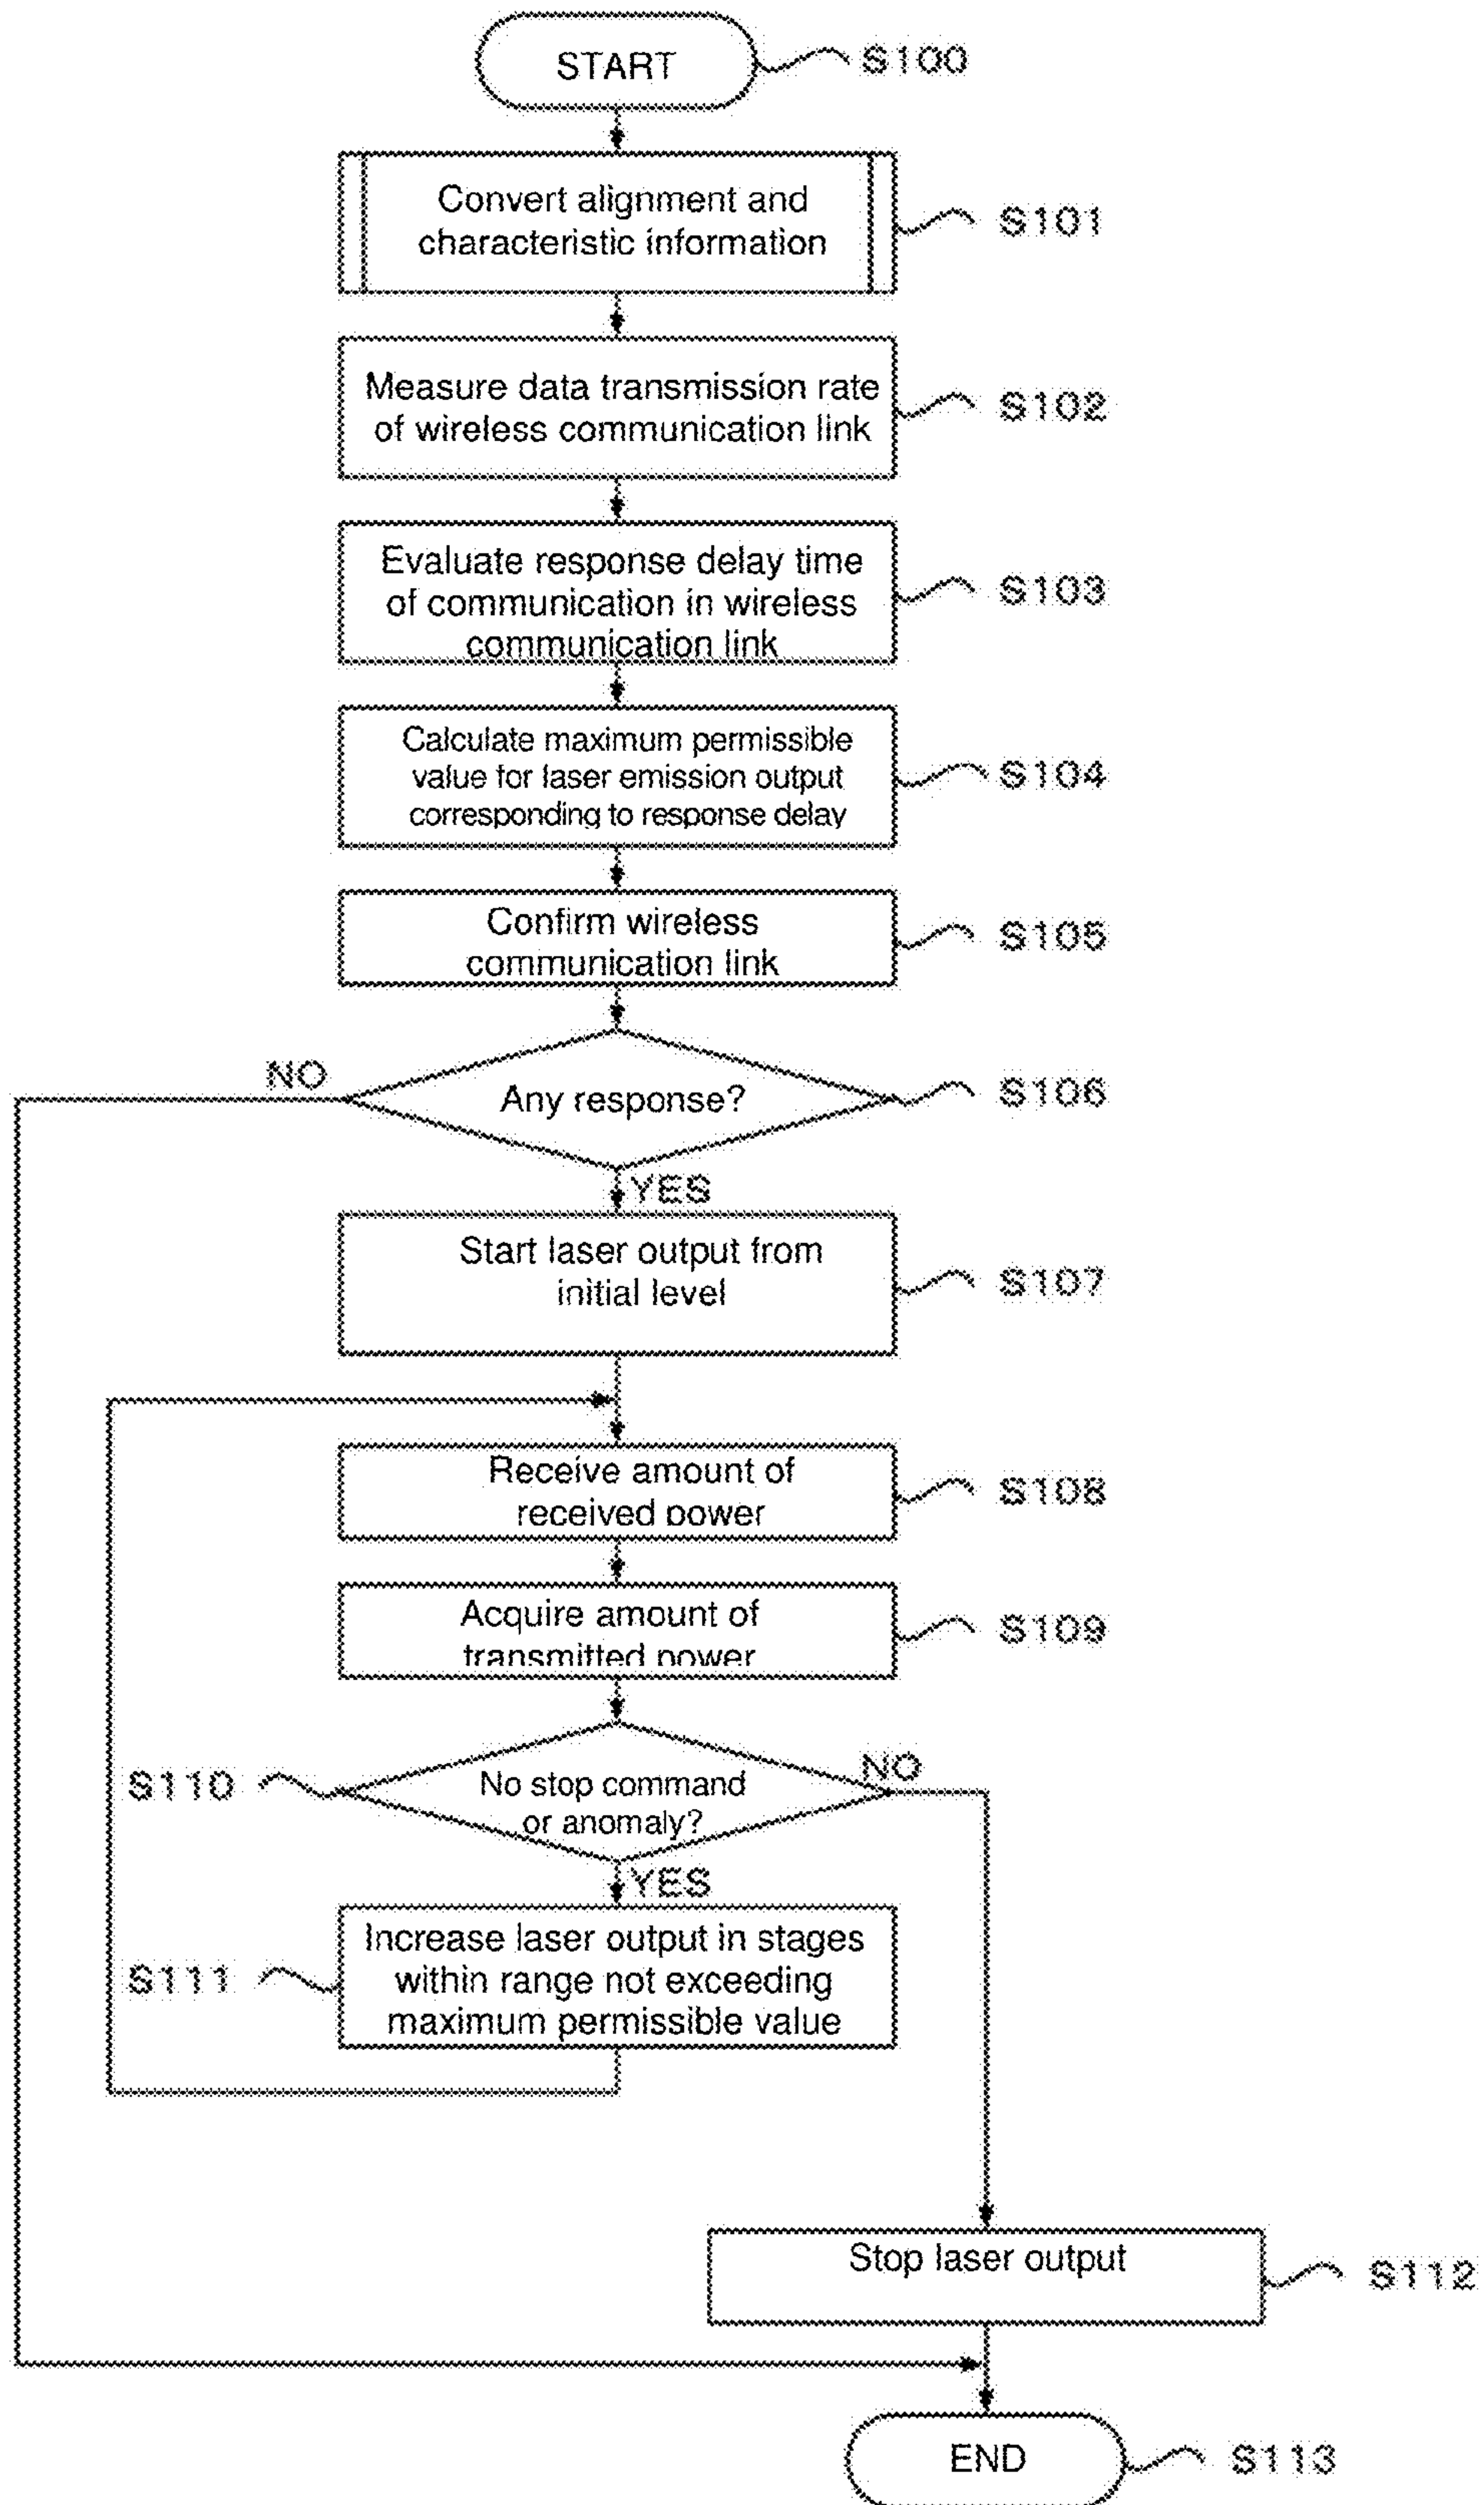 START
S100
Convert alignment and
characteristic information
S101
Measure data transmission rate
of wireless communication link
S102
Evaluate response delay time
of communication in wireless
communication link
S103
Calculate maximum permissible
value for laser emission output
corresponding to response delay
S104
Confirm wireless
communication link
S105
NO
Any response?
S106
YES
Start laser output from
initial level
S107
Receive amount of
received power
S108
Acquire amount of
transmitted power
S109
S110
No stop command
or anomaly?
NO
YES
S111
Increase laser output in stages
within range not exceeding
maximum permissible value
Stop laser output
S112
END
S113